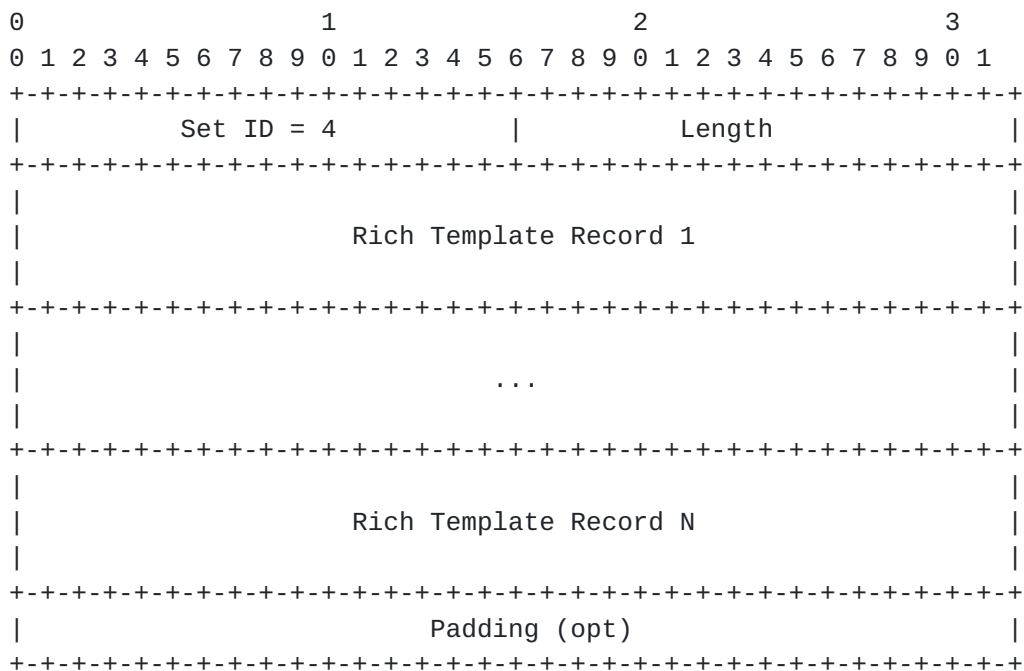 0                   1                   2                   3
0 1 2 3 4 5 6 7 8 9 0 1 2 3 4 5 6 7 8 9 0 1 2 3 4 5 6 7 8 9 0 1
+-+-+-+-+-+-+-+-+-+-+-+-+-+-+-+-+-+-+-+-+-+-+-+-+-+-+-+-+-+-+-+-+
|          Set ID = 4           |          Length               |
+-+-+-+-+-+-+-+-+-+-+-+-+-+-+-+-+-+-+-+-+-+-+-+-+-+-+-+-+-+-+-+-+
|                                                               |
|                     Rich Template Record 1                    |
|                                                               |
+-+-+-+-+-+-+-+-+-+-+-+-+-+-+-+-+-+-+-+-+-+-+-+-+-+-+-+-+-+-+-+-+
|                                                               |
|                              ...                              |
|                                                               |
+-+-+-+-+-+-+-+-+-+-+-+-+-+-+-+-+-+-+-+-+-+-+-+-+-+-+-+-+-+-+-+-+
|                                                               |
|                     Rich Template Record N                    |
|                                                               |
+-+-+-+-+-+-+-+-+-+-+-+-+-+-+-+-+-+-+-+-+-+-+-+-+-+-+-+-+-+-+-+-+
|                          Padding (opt)                        |
+-+-+-+-+-+-+-+-+-+-+-+-+-+-+-+-+-+-+-+-+-+-+-+-+-+-+-+-+-+-+-+-+